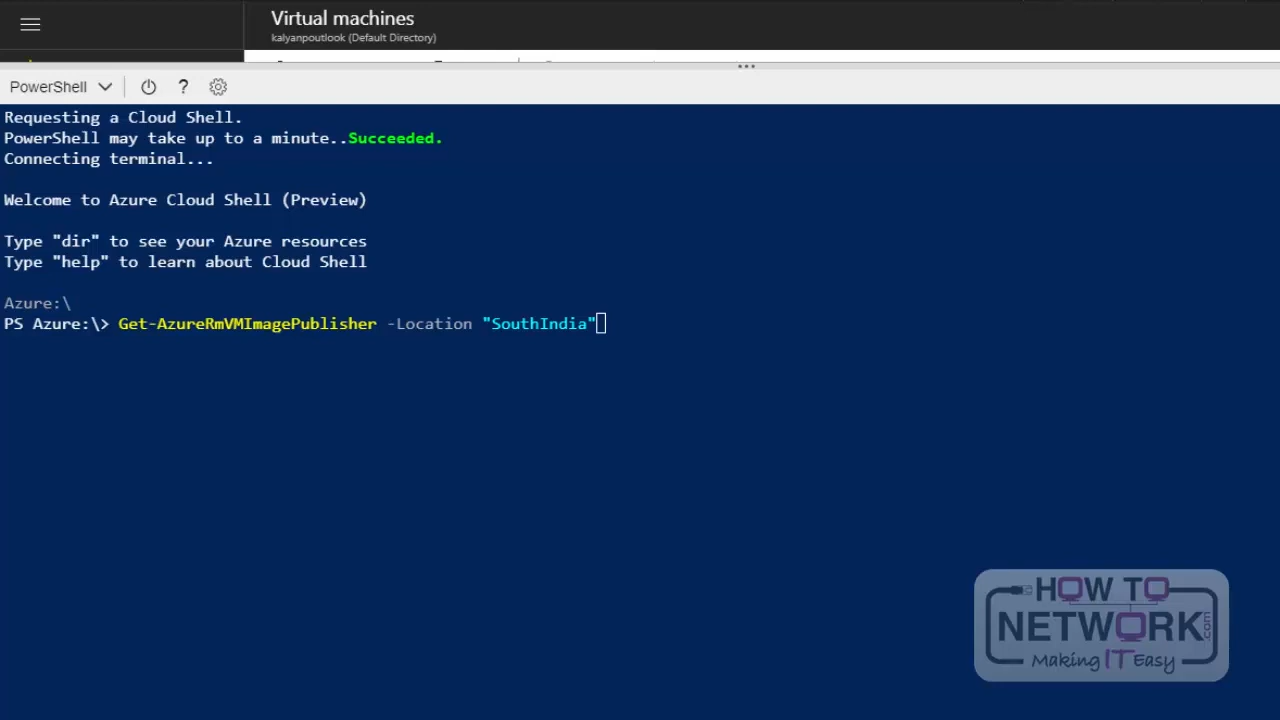 Virtual machines
kalyanpoutlook (Default Directory)
PowerShell
?
Requesting a Cloud Shell.
PowerShell may take up to a minute..Succeeded.
Connecting terminal...
Welcome to Azure Cloud Shell (Preview)
Type "dir" to see your Azure resources
Type "help" to learn about Cloud Shell
Azure:\
PS Azure:\> Get-AzureRmVMImagePublisher -Location "SouthIndia"
HOW TO
NETWORK.com
Making IT Easy